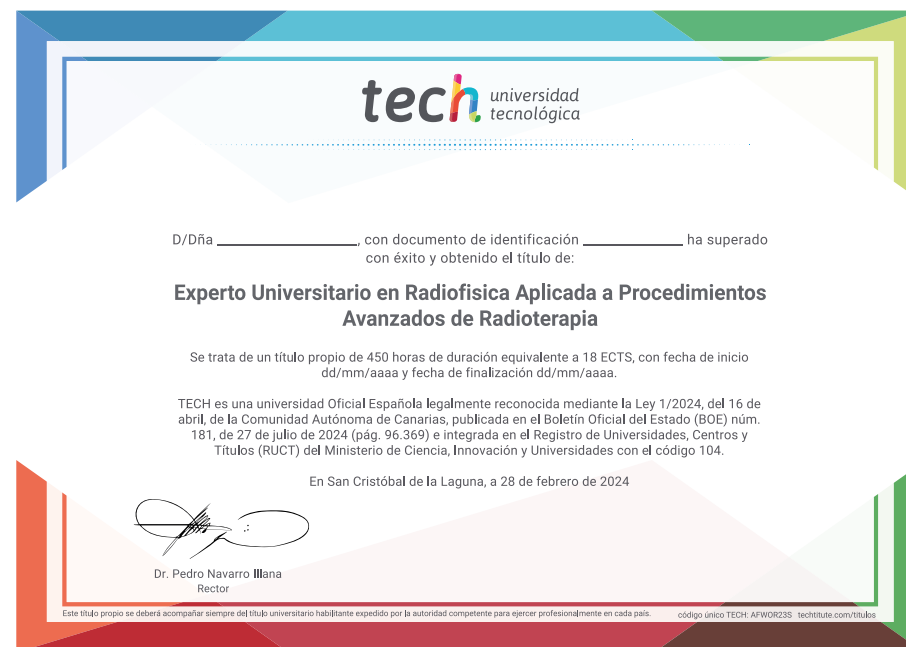 tech universidad
tecnológica
D/Dña ____________________, con documento de identificación ______________ ha superado
con éxito y obtenido el título de:
Experto Universitario en Radiofisica Aplicada a Procedimientos
Avanzados de Radioterapia
Se trata de un título propio de 450 horas de duración equivalente a 18 ECTS, con fecha de inicio
dd/mm/aaaa y fecha de finalización dd/mm/aaaa.
TECH es una universidad Oficial Española legalmente reconocida mediante la Ley 1/2024, del 16 de
abril, de la Comunidad Autónoma de Canarias, publicada en el Boletín Oficial del Estado (BOE) núm.
181, de 27 de julio de 2024 (pág. 96.369) e integrada en el Registro de Universidades, Centros y
Títulos (RUCT) del Ministerio de Ciencia, Innovación y Universidades con el código 104.
En San Cristóbal de la Laguna, a 28 de febrero de 2024
Dr. Pedro Navarro Illana
Rector
Este título propio se deberá acompañar siempre del título universitario habilitante expedido por la autoridad competente para ejercer profesionalmente en cada país.
código único TECH: AFWOR23S techtitute.com/titulos